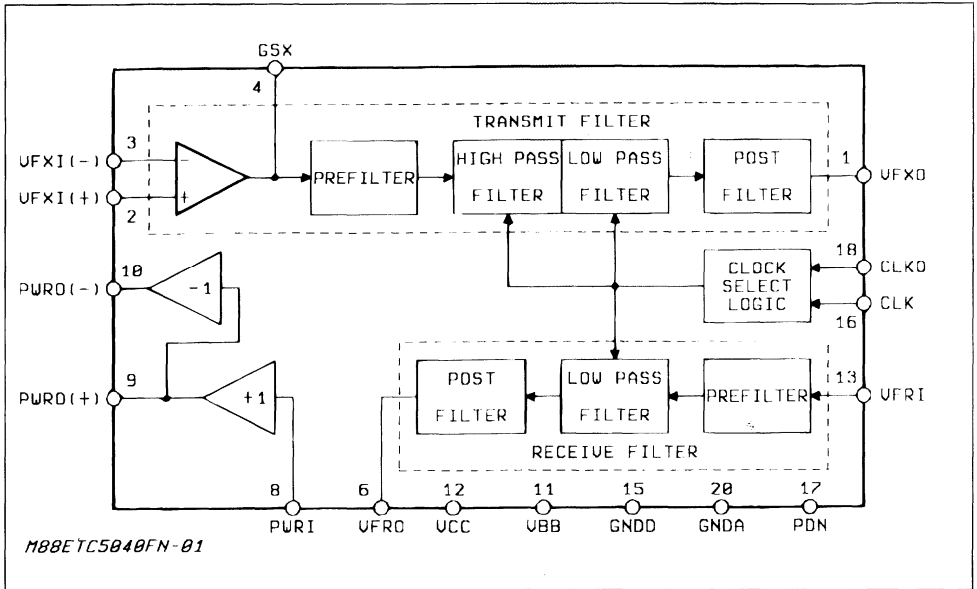 GSX
4
TRANSMIT FILTER
3
VFXI(-)
-
VFXI(+)
+
2
PREFILTER
HIGH PASS
FILTER
LOW PASS
FILTER
POST
FILTER
1
VFXO
10
PWRO(-)
-1
CLOCK
SELECT
LOGIC
18
CLKO
CLK
16
9
PWRO(+)
+1
POST
FILTER
LOW PASS
FILTER
PREFILTER
13
VFRI
RECEIVE FILTER
8
PWRI
6
VFRO
12
VCC
11
VBB
15
GNDD
20
GNDA
17
PDN
M88ETC5040FN-01